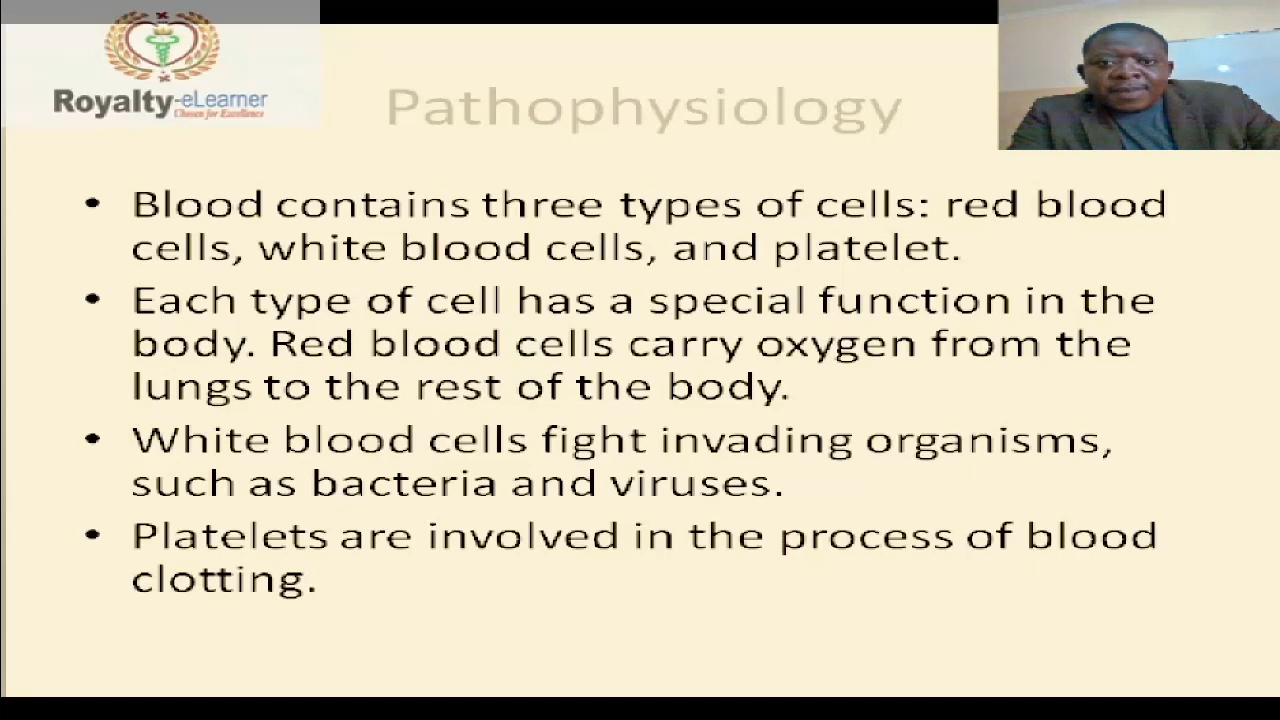 Royalty-eLearner
Chosen for Excellence
Pathophysiology
• Blood contains three types of cells: red blood
cells, white blood cells, and platelet.
• Each type of cell has a special function in the
body. Red blood cells carry oxygen from the
lungs to the rest of the body.
• White blood cells fight invading organisms,
such as bacteria and viruses.
• Platelets are involved in the process of blood
clotting.